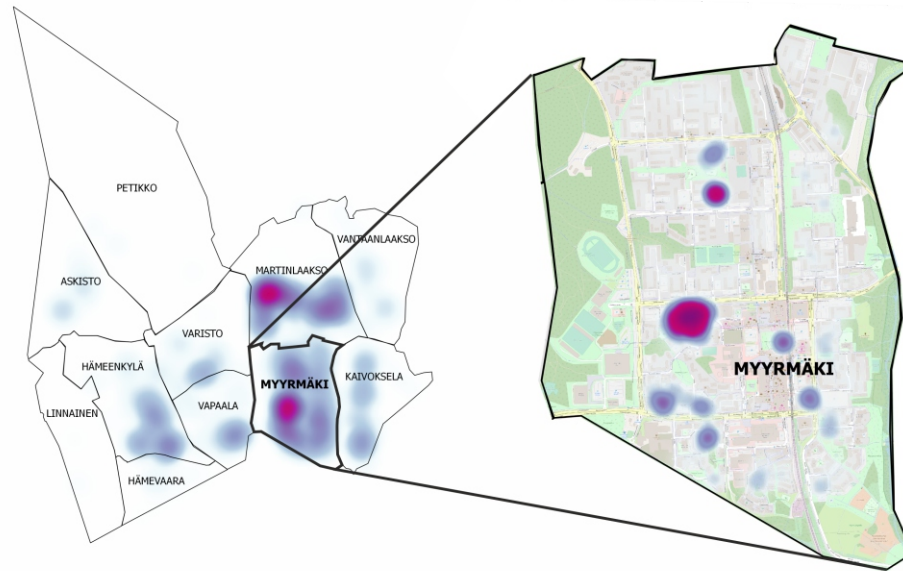 PETIKKO
VANTAANLAAKSO
MARTINLAAKSO
ASKISTO
VARISTO
HÄMEENKYLÄ
MYYRMÄKI
KAIVOKSELA
LINNAINEN
VAPAALA
HÄMEVAARA
MYYRMÄKI